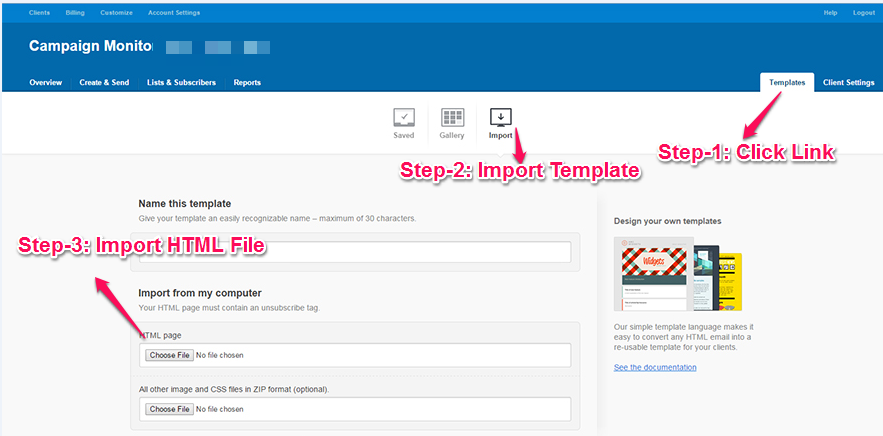 Clients Billing Customize Account Settings Help Logout
Campaign Monitor
Overview Create & Send Lists & Subscribers Reports Templates Client Settings
Saved Gallery Import
Step-1: Click Link
Step-2: Import Template
Name this template
Give your template an easily recognizable name – maximum of 30 characters.
Step-3: Import HTML File
Import from my computer
Your HTML page must contain an unsubscribe tag.
HTML page
Choose File No file chosen
All other image and CSS files in ZIP format (optional).
Choose File No file chosen
Design your own templates
Widgets
Our simple template language makes it
easy to convert any HTML email into a
re-usable template for your clients.
See the documentation